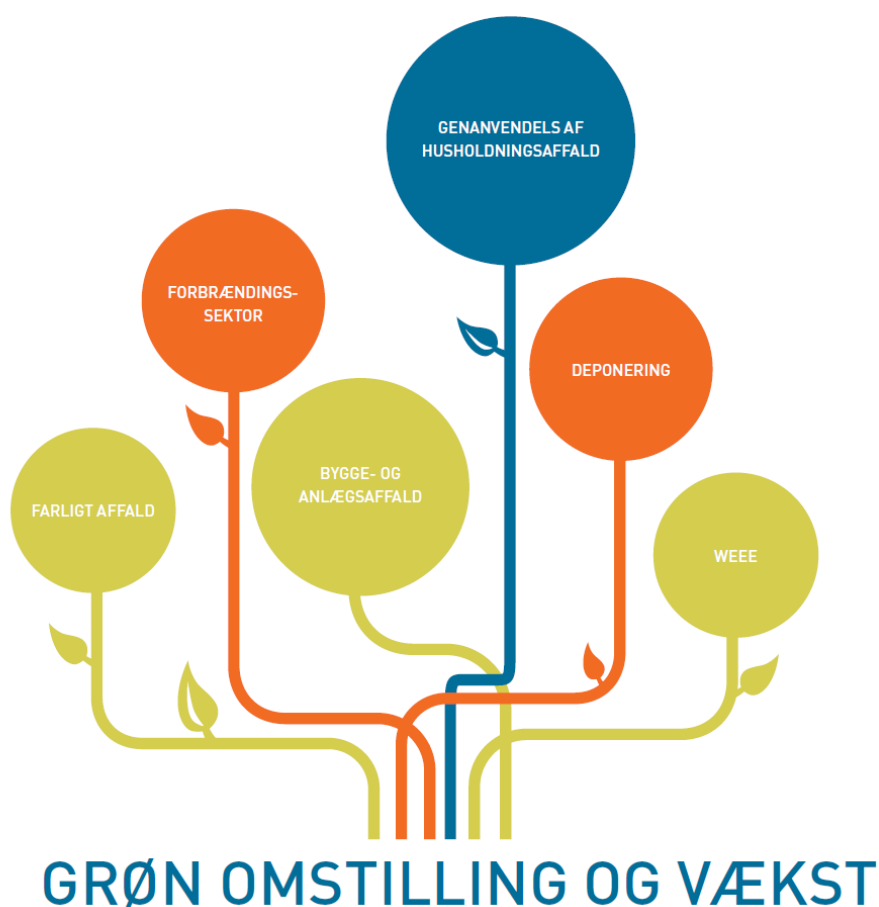 GENANVENDELS AF
HUSHOLDNINGSAFFALD
FORBRÆNDINGS-
SEKTOR
DEPONERING
BYGGE- OG
ANLÆGSAFFALD
FARLIGT AFFALD
WEEE
GRØN OMSTILLING OG VÆKST